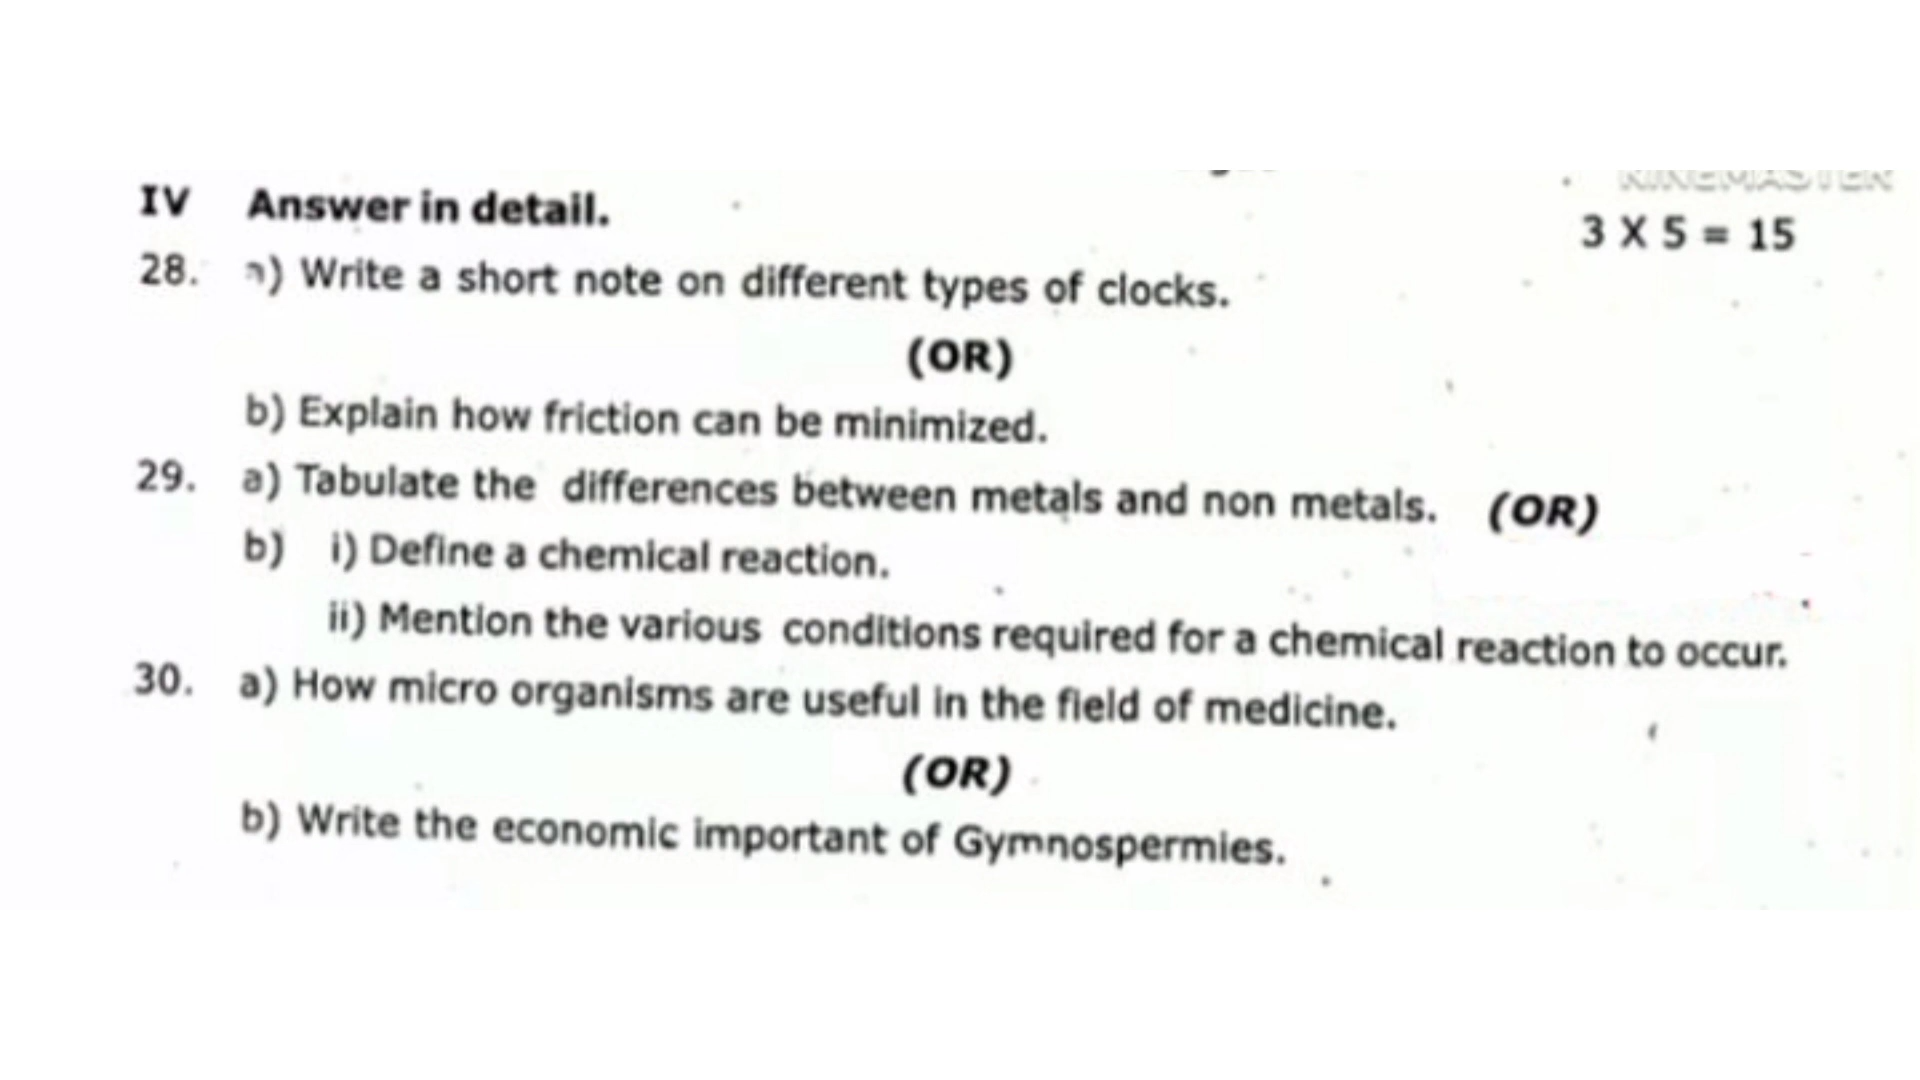 KINEMASTER
IV Answer in detail.
3 X 5 = 15
28. a) Write a short note on different types of clocks.
(OR)
b) Explain how friction can be minimized.
29. a) Tabulate the differences between metals and non metals. (OR)
b) i) Define a chemical reaction.
ii) Mention the various conditions required for a chemical reaction to occur.
30. a) How micro organisms are useful in the field of medicine.
(OR)
b) Write the economic important of Gymnospermies.